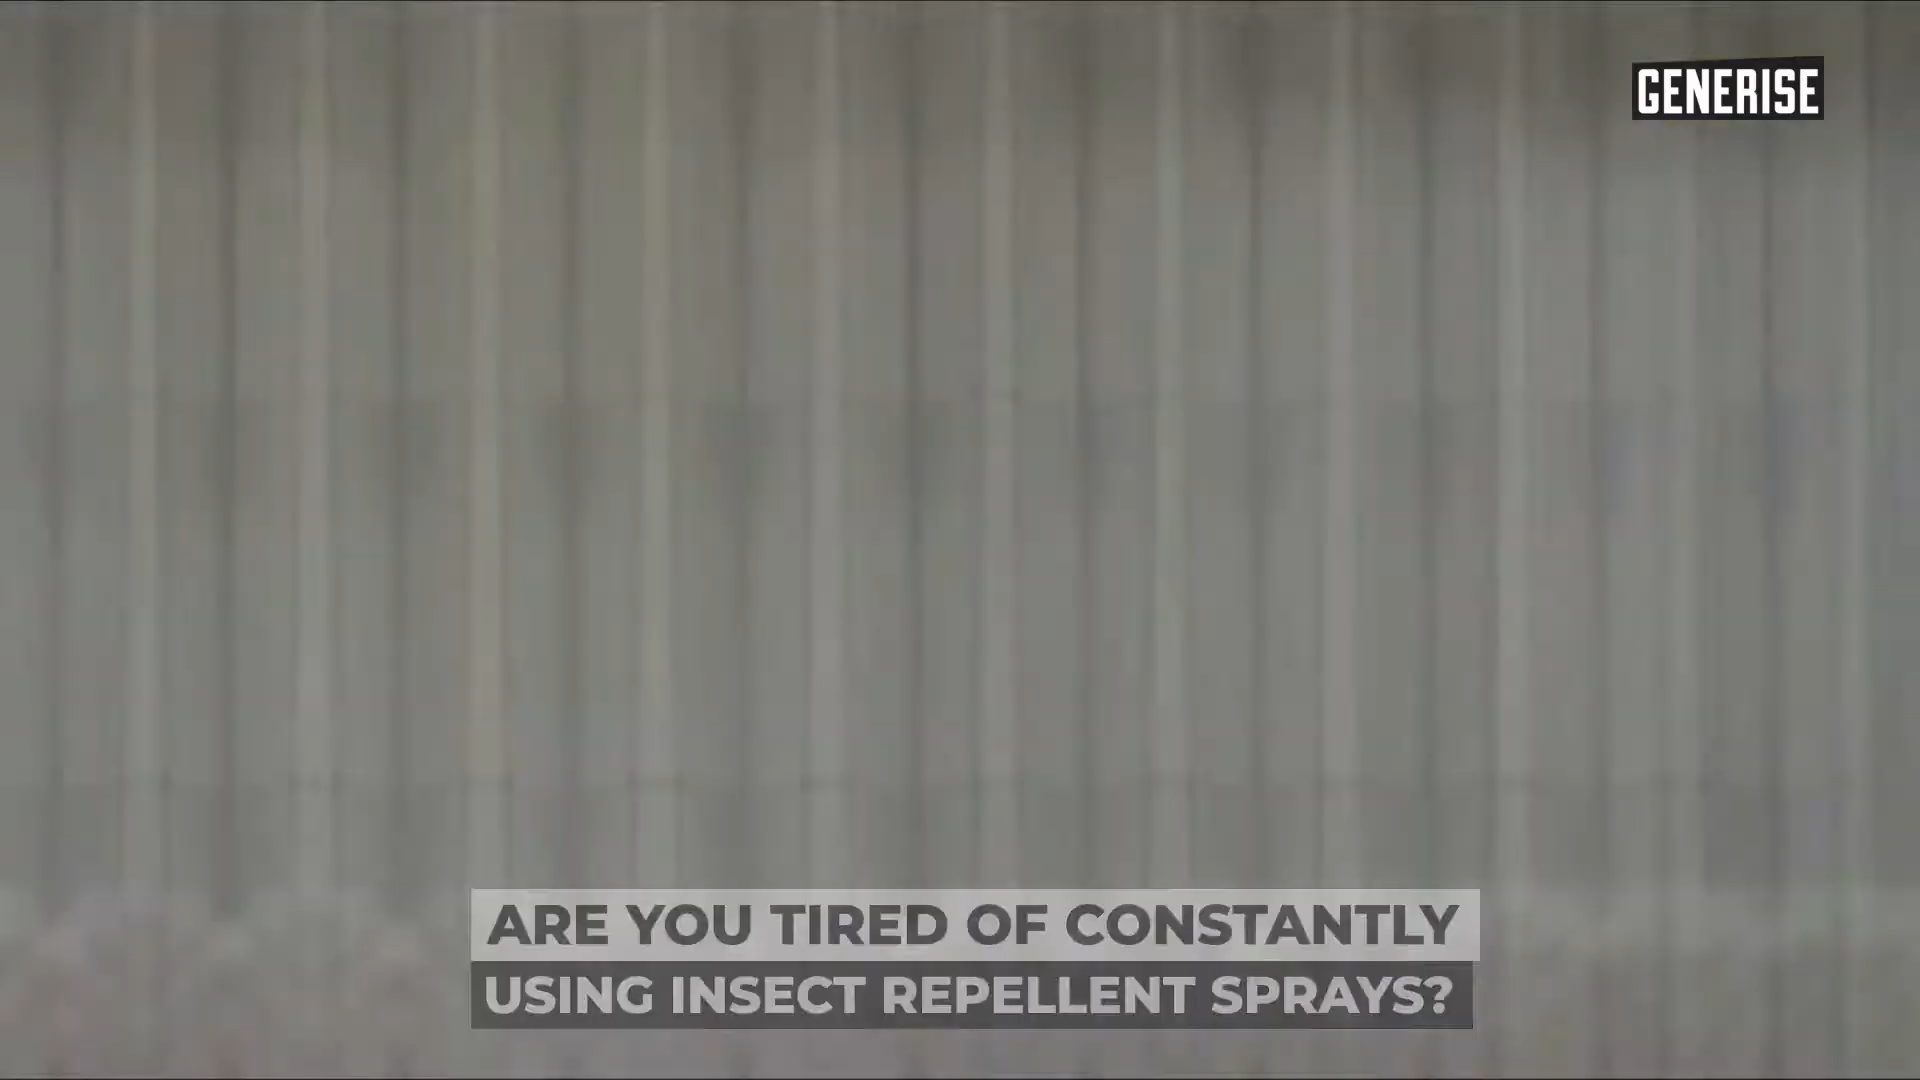 GENERISE
ARE YOU TIRED OF CONSTANTLY
USING INSECT REPELLENT SPRAYS?